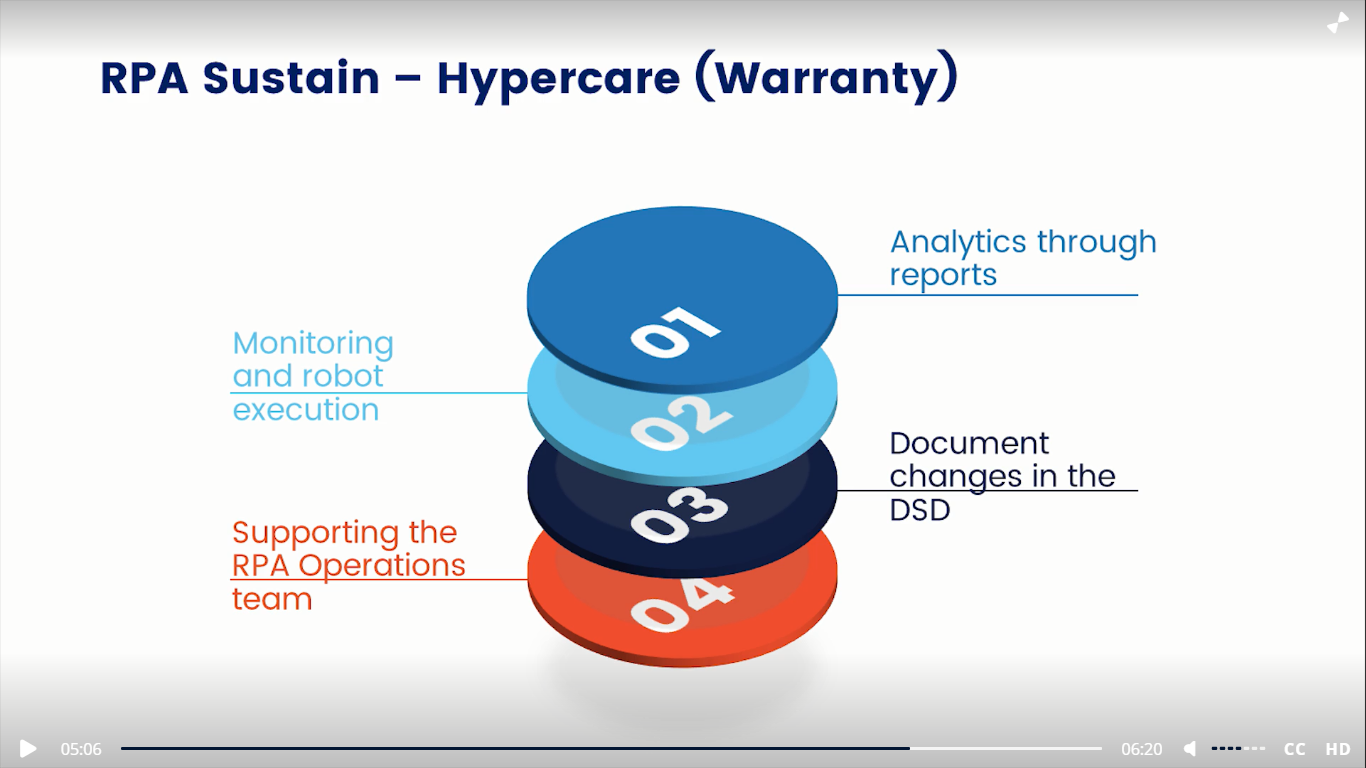 RPA Sustain – Hypercare (Warranty)
01
Analytics through
reports
Monitoring
and robot
execution
02
Document
changes in the
DSD
03
Supporting the
RPA Operations
team
04
05:06
06:20
CC
HD